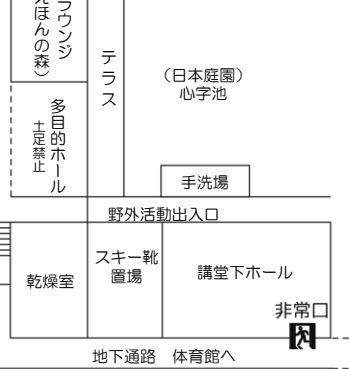 ラウンジ
えほんの森）
テラス
（日本庭園）
心字池
多目的ホール
土足禁止
手洗場
野外活動出入口
乾燥室
スキー靴
置場
講堂下ホール
非常口
地下通路　体育館へ